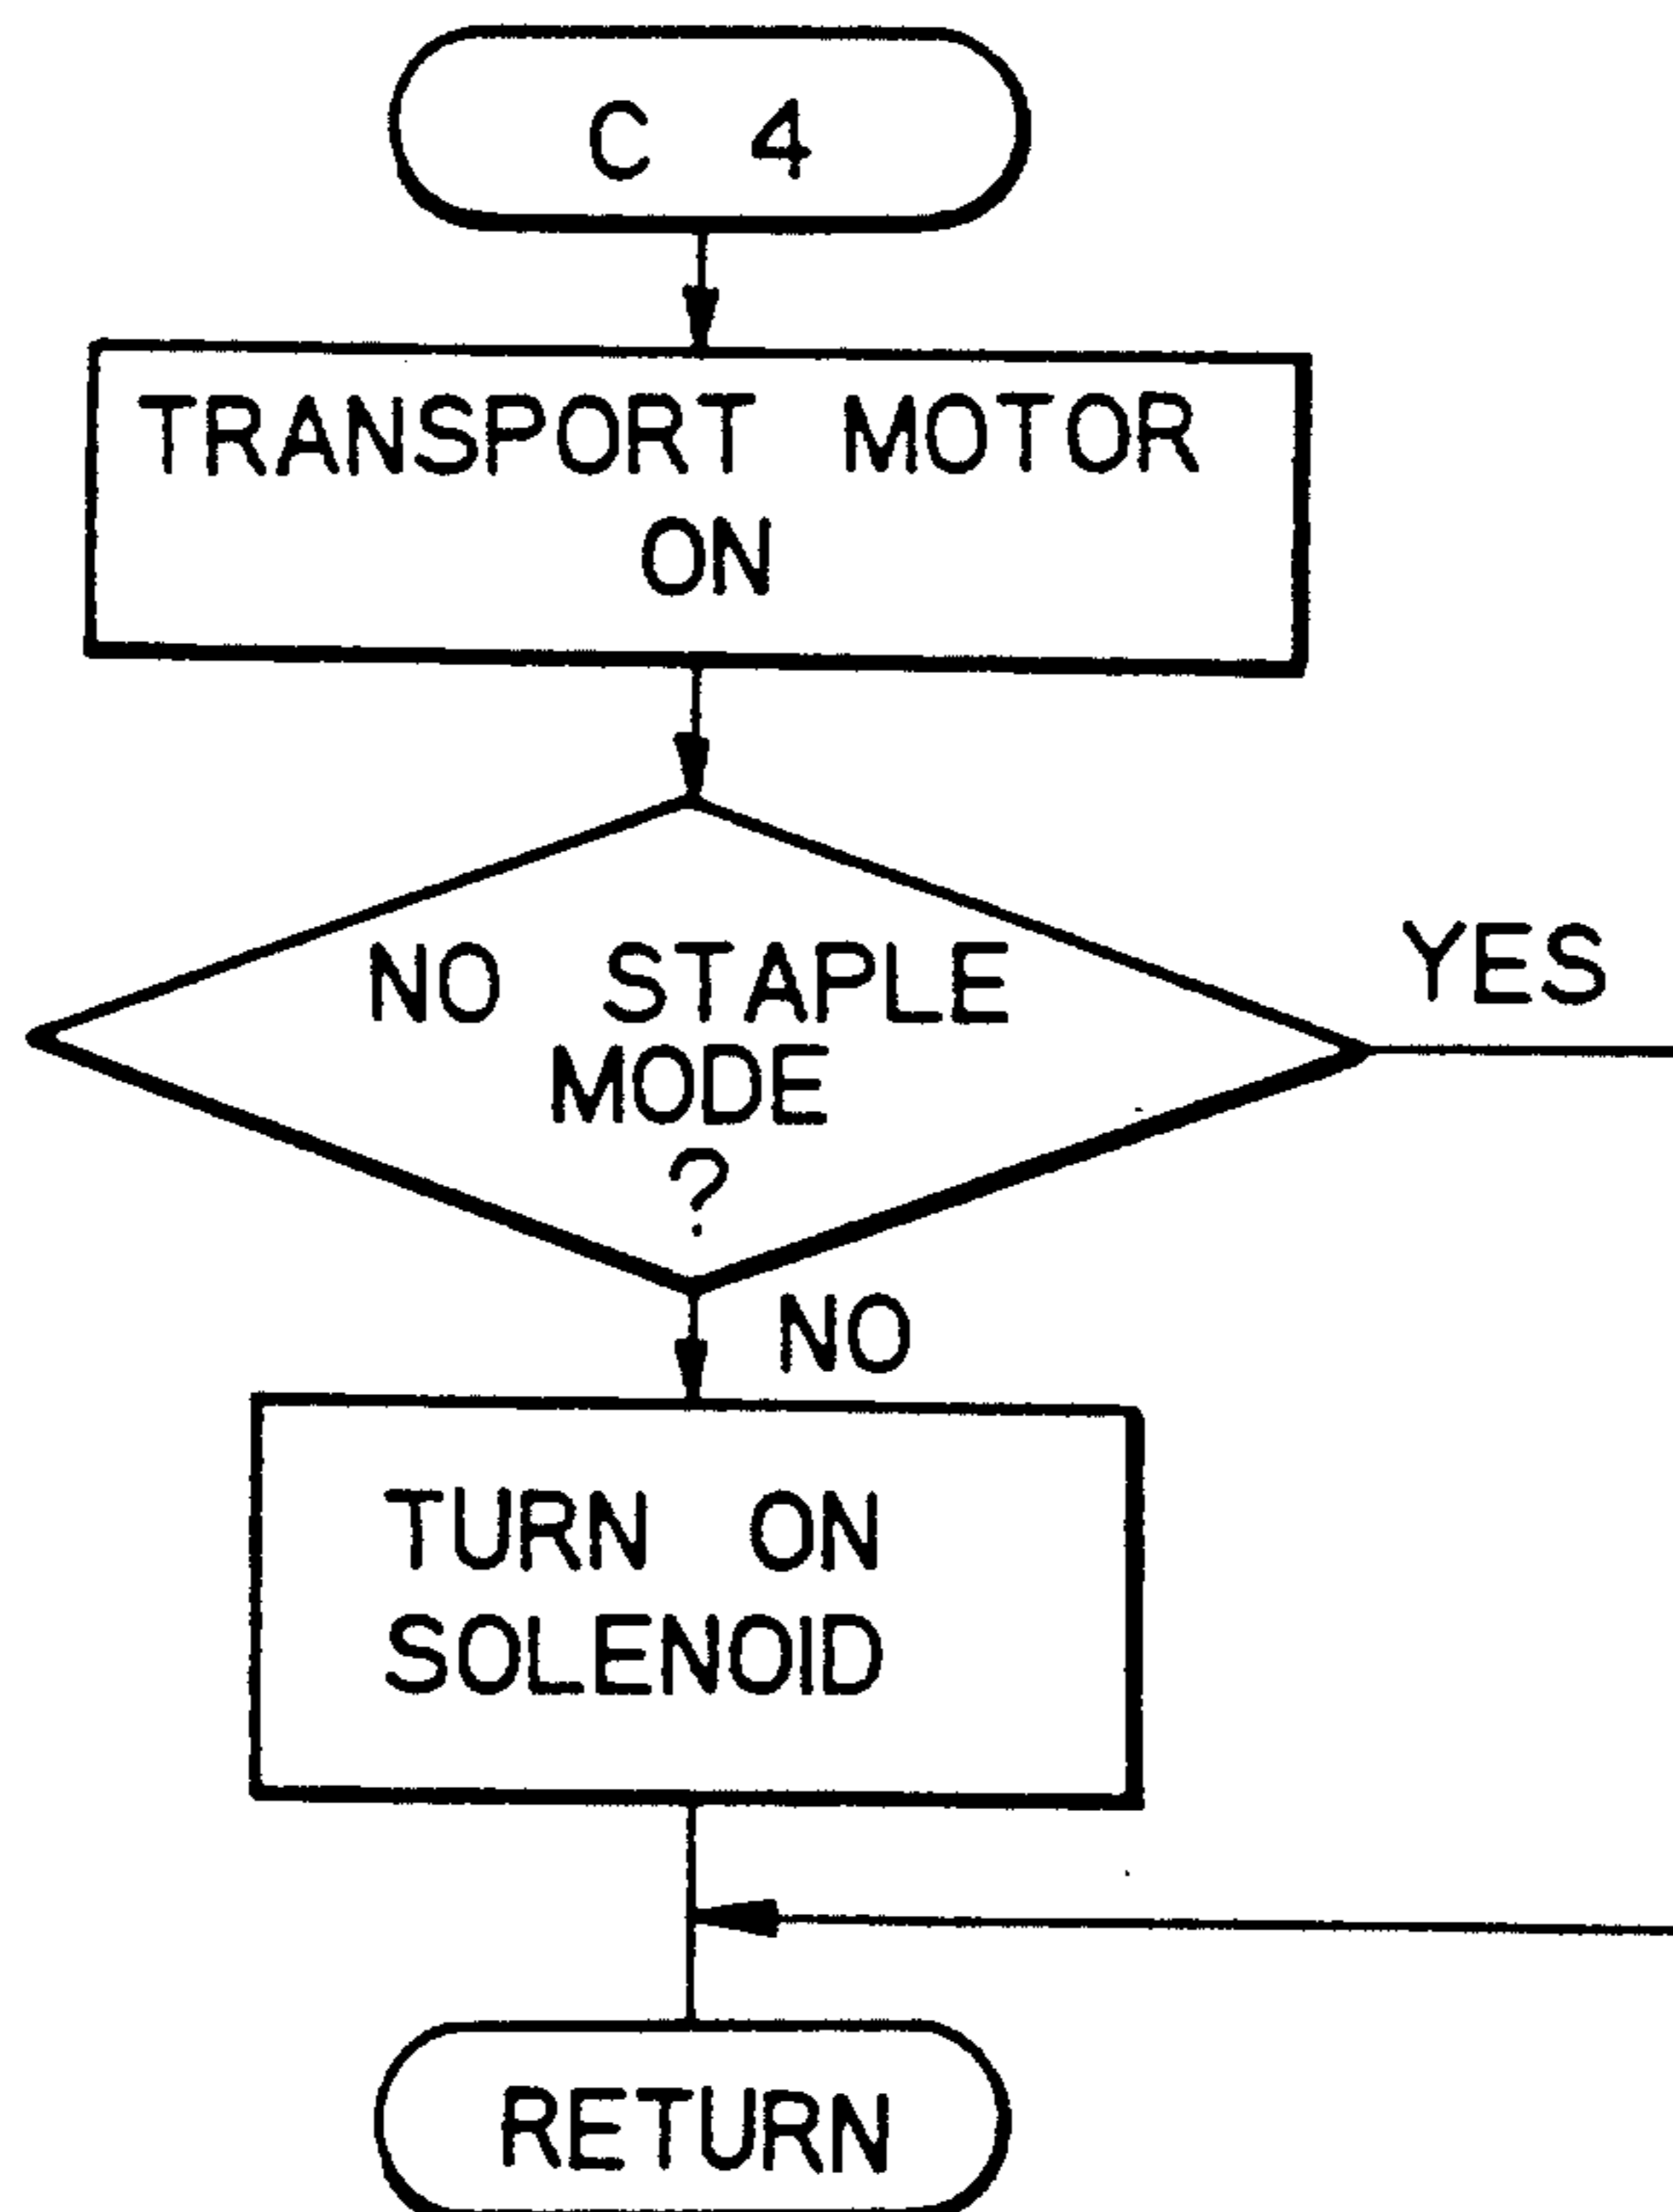 C 4
TRANSPORT MOTOR
ON
NO STAPLE
MODE
?
YES
NO
TURN ON
SOLENOID
RETURN